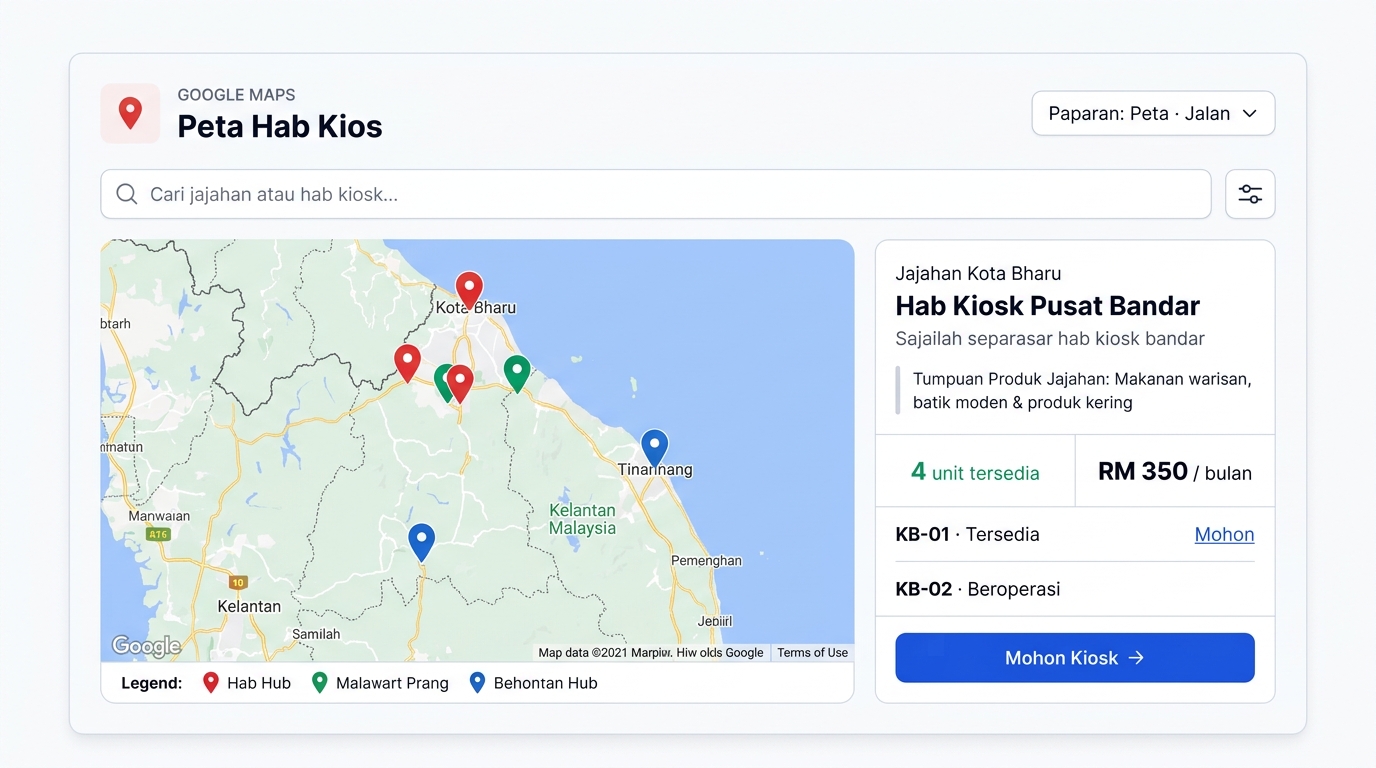 GOOGLE MAPS
Peta Hab Kios
Paparan: Peta · Jalan
Cari jajahan atau hab kiosk...
Kota Bharu
btarh
matun
Tinarinang
Kelantan
Malaysia
Manwaian
A16
Pemenghan
10
Kelantan
Samilah
Jebiirl
Google
Map data ©2021 Marpiw. Hiw olds Google
Terms of Use
Legend:
Hab Hub
Malawart Prang
Behontan Hub
Jajahan Kota Bharu
Hab Kiosk Pusat Bandar
Sajailah separasar hab kiosk bandar
Tumpuan Produk Jajahan: Makanan warisan,
batik moden & produk kering
4 unit tersedia
RM 350 / bulan
KB-01 · Tersedia
Mohon
KB-02 · Beroperasi
Mohon Kiosk →